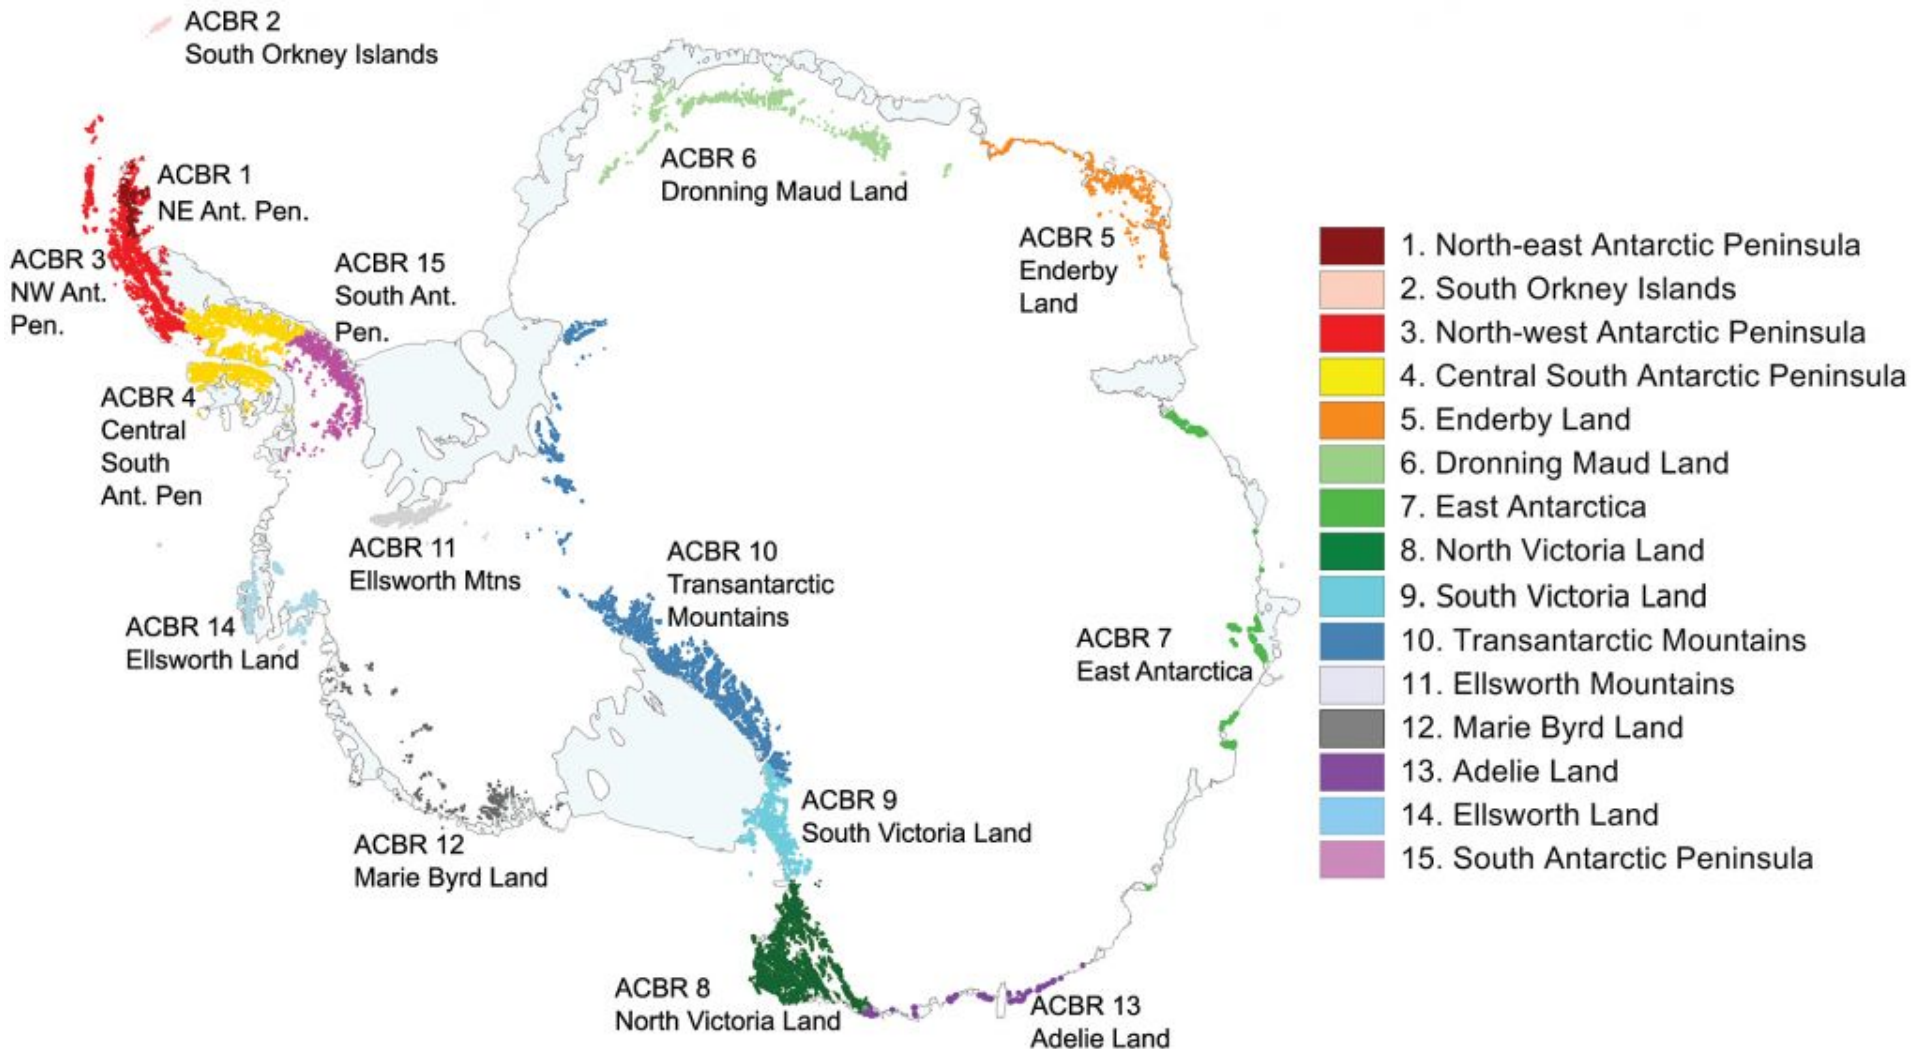 ACBR 2
South Orkney Islands
ACBR 1
NE Ant. Pen.
ACBR 3
NW Ant.
Pen.
ACBR 15
South Ant.
Pen.
ACBR 6
Dronning Maud Land
ACBR 5
Enderby
Land
ACBR 4
Central
South
Ant. Pen
ACBR 11
Ellsworth Mtns
ACBR 10
Transantarctic
Mountains
ACBR 14
Ellsworth Land
ACBR 7
East Antarctica
ACBR 9
South Victoria Land
ACBR 12
Marie Byrd Land
ACBR 8
North Victoria Land
ACBR 13
Adelie Land
1. North-east Antarctic Peninsula
2. South Orkney Islands
3. North-west Antarctic Peninsula
4. Central South Antarctic Peninsula
5. Enderby Land
6. Dronning Maud Land
7. East Antarctica
8. North Victoria Land
9. South Victoria Land
10. Transantarctic Mountains
11. Ellsworth Mountains
12. Marie Byrd Land
13. Adelie Land
14. Ellsworth Land
15. South Antarctic Peninsula